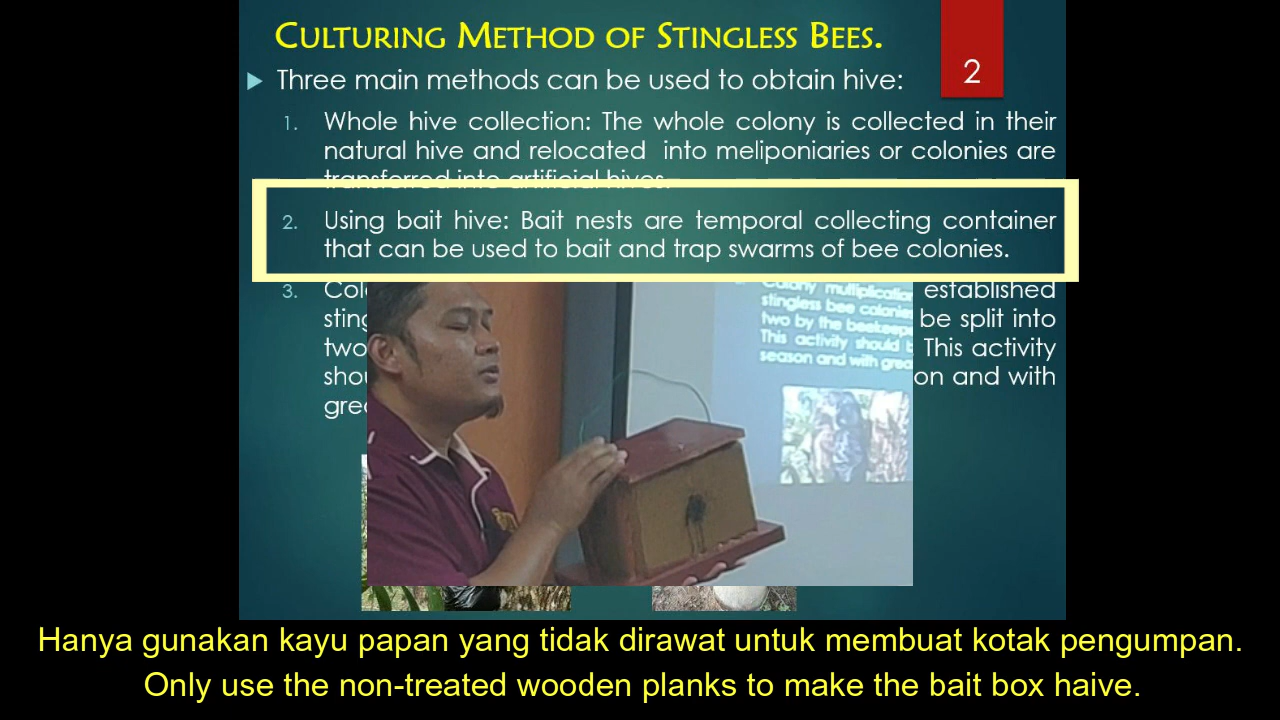 CULTURING METHOD OF STINGLESS BEES.
2
Three main methods can be used to obtain hive:
1. Whole hive collection: The whole colony is collected in their
natural hive and relocated into meliponiaries or colonies are
transferred into artificial hives.
2. Using bait hive: Bait nests are temporal collecting container
that can be used to bait and trap swarms of bee colonies.
3. established
be split into
two This activity
on and with
Colony multiplication
stingless bee colonies
two by the beekeep
This activity should b
season and with grea
Hanya gunakan kayu papan yang tidak dirawat untuk membuat kotak pengumpan.
Only use the non-treated wooden planks to make the bait box haive.